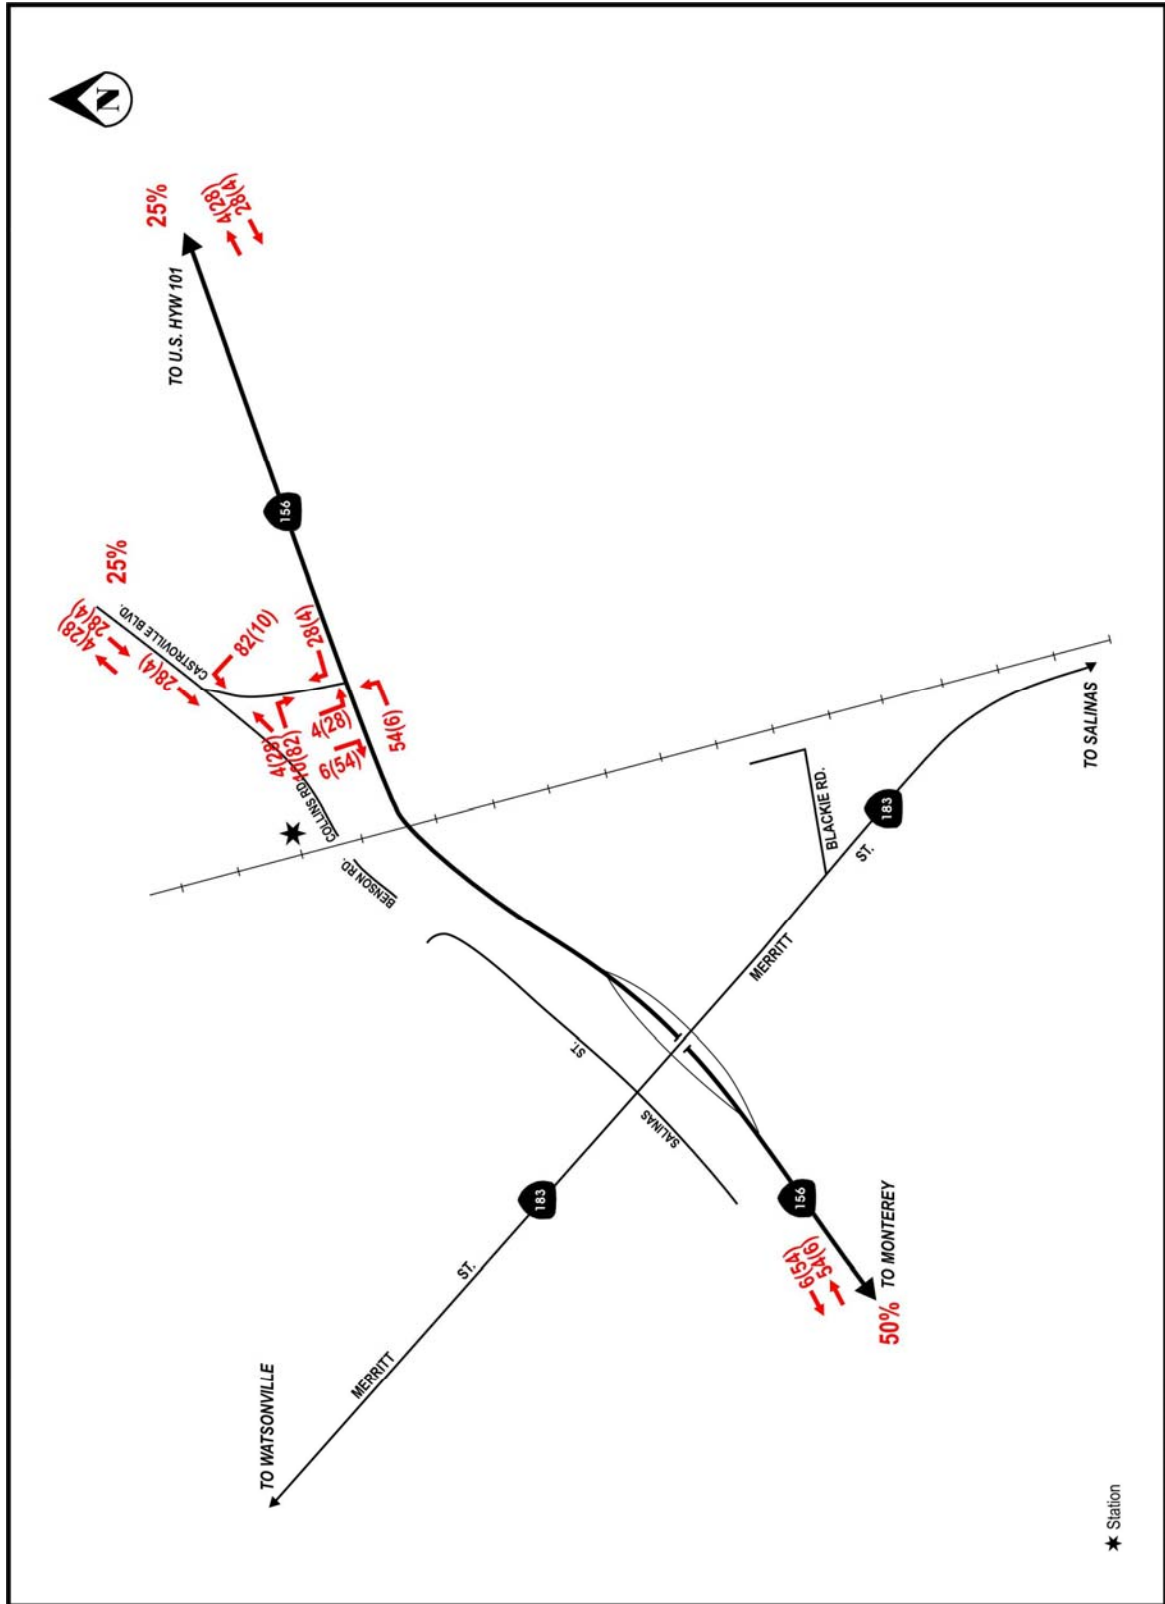 N
25%
4(28)
28(4)
TO U.S. HYW 101
156
25%
4(28)
28(4)
CASTROVILLE BLVD.
28(4)
82(10)
28(4)
4(28)
10(82)
4(28)
6(54)
54(6)
COLLINS RD.
BENSON RD.
TO SALINAS
BLACKIE RD.
183
MERRITT ST.
SALINAS ST.
183
156
6(54)
54(6)
TO MONTEREY
50%
MERRITT ST.
TO WATSONVILLE
Station